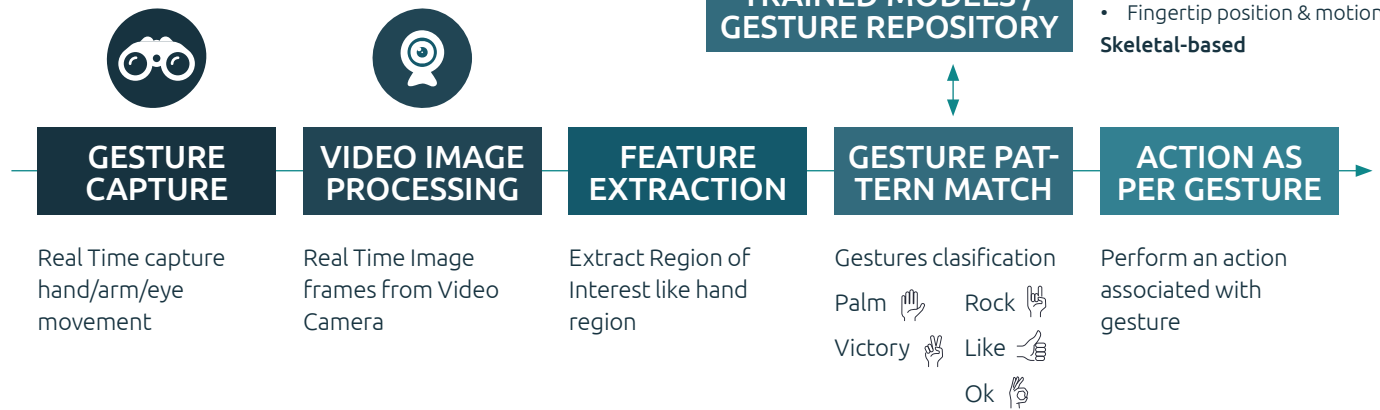 TRAINED MODELS /
GESTURE REPOSITORY
• Fingertip position & motion
Skeletal-based
GESTURE
CAPTURE
VIDEO IMAGE
PROCESSING
FEATURE
EXTRACTION
GESTURE PAT-
TERN MATCH
ACTION AS
PER GESTURE
Real Time capture
hand/arm/eye
movement
Real Time Image
frames from Video
Camera
Extract Region of
Interest like hand
region
Gestures clasification
Palm Rock
Victory Like
Ok
Perform an action
associated with
gesture